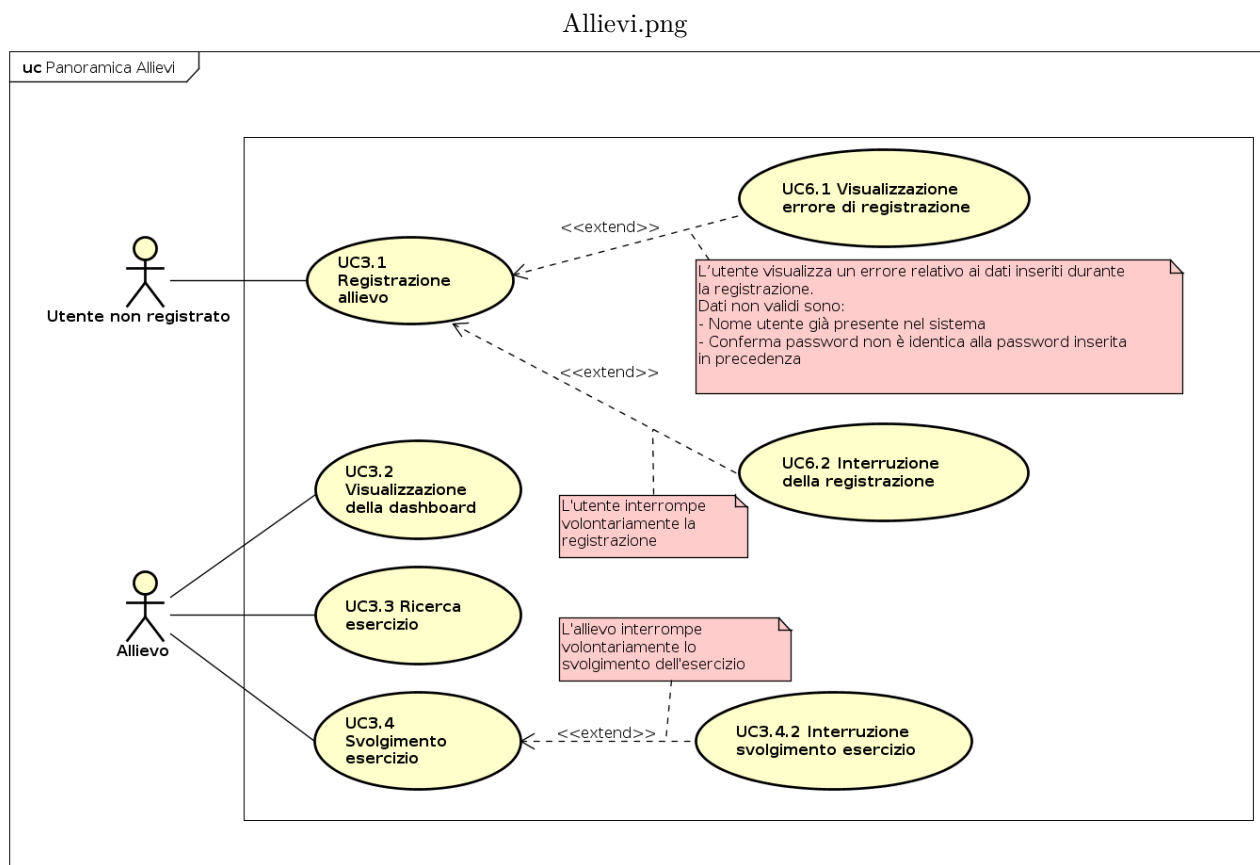 Allievi.png
uc Panoramica Allievi
UC6.1 Visualizzazione
errore di registrazione
<<extend>>
UC3.1
Registrazione
allievo
Utente non registrato
L'utente visualizza un errore relativo ai dati inseriti durante
la registrazione.
Dati non validi sono:
- Nome utente già presente nel sistema
- Conferma password non è identica alla password inserita
in precedenza
<<extend>>
UC6.2 Interruzione
della registrazione
UC3.2
Visualizzazione
della dashboard
L'utente interrompe
volontariamente la
registrazione
UC3.3 Ricerca
esercizio
Allievo
L'allievo interrompe
volontariamente lo
svolgimento dell'esercizio
UC3.4
Svolgimento
esercizio
<<extend>>
UC3.4.2 Interruzione
svolgimento esercizio